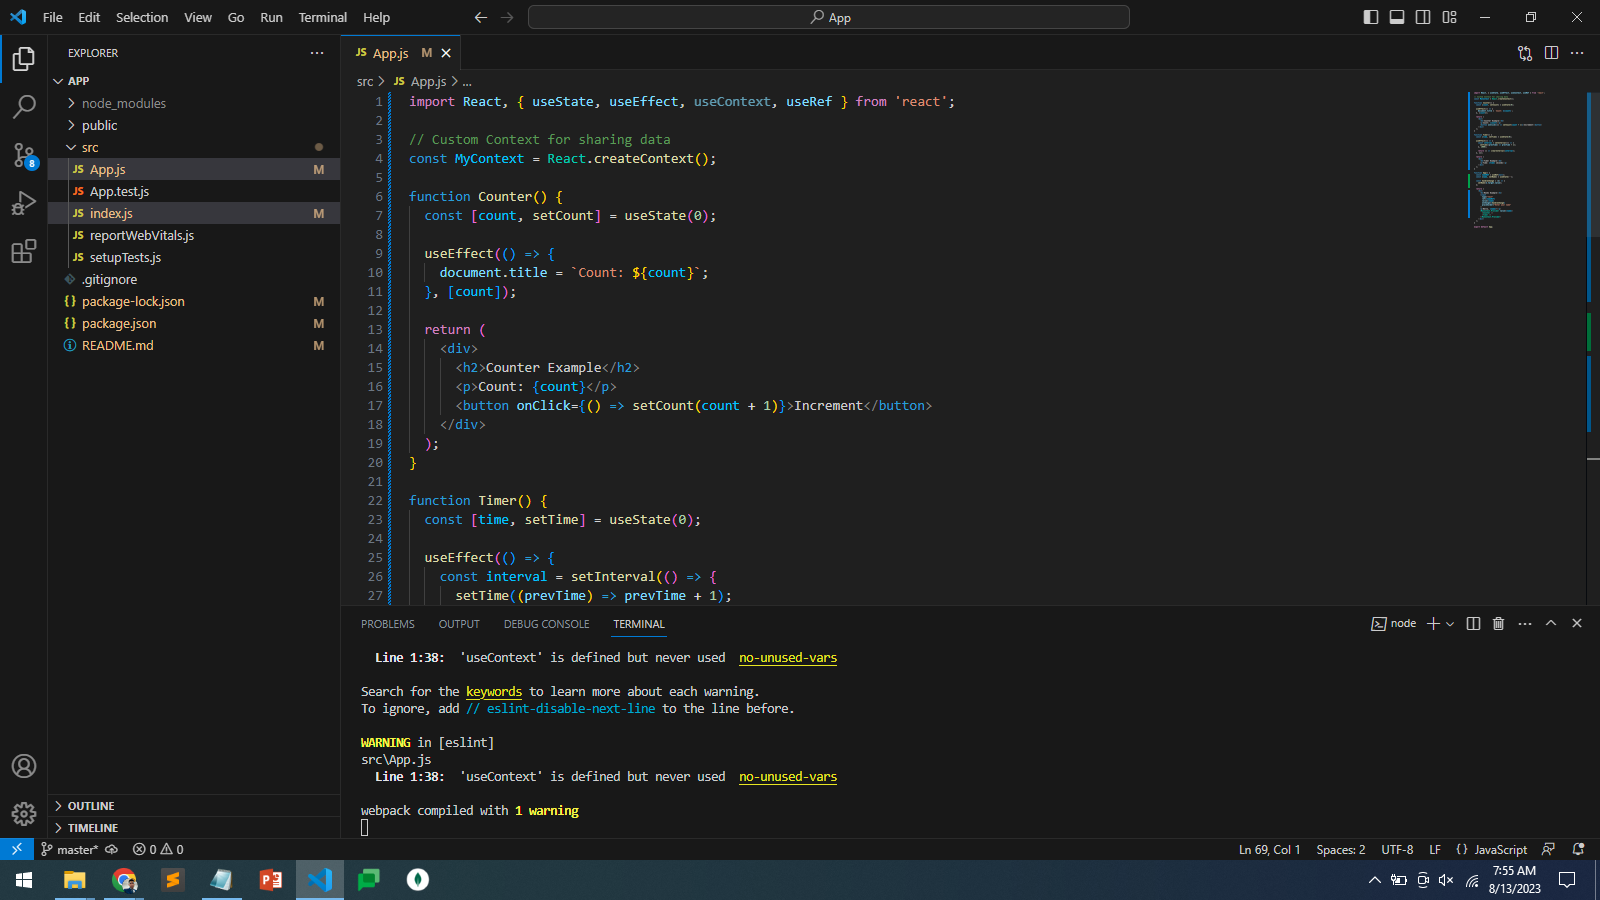 File Edit Selection View Go Run Terminal Help
App
EXPLORER
APP
node_modules
public
src
JS App.js M
JS App.test.js
JS index.js M
JS reportWebVitals.js
JS setupTests.js
.gitignore
{} package-lock.json M
{} package.json M
README.md M
OUTLINE
TIMELINE
8
JS App.js M
src > JS App.js > ...
1 import React, { useState, useEffect, useContext, useRef } from 'react';
2
3 // Custom Context for sharing data
4 const MyContext = React.createContext();
5
6 function Counter() {
7 const [count, setCount] = useState(0);
8
9 useEffect(() => {
10 document.title = `Count: ${count}`;
11 }, [count]);
12
13 return (
14 <div>
15 <h2>Counter Example</h2>
16 <p>Count: {count}</p>
17 <button onClick={() => setCount(count + 1)}>Increment</button>
18 </div>
19 );
20 }
21
22 function Timer() {
23 const [time, setTime] = useState(0);
24
25 useEffect(() => {
26 const interval = setInterval(() => {
27 setTime((prevTime) => prevTime + 1);
PROBLEMS OUTPUT DEBUG CONSOLE TERMINAL
node
Line 1:38: 'useContext' is defined but never used no-unused-vars
Search for the keywords to learn more about each warning.
To ignore, add // eslint-disable-next-line to the line before.
WARNING in [eslint]
src\App.js
Line 1:38: 'useContext' is defined but never used no-unused-vars
webpack compiled with 1 warning
master* 0 0
Ln 69, Col 1 Spaces: 2 UTF-8 LF {} JavaScript
7:55 AM
8/13/2023